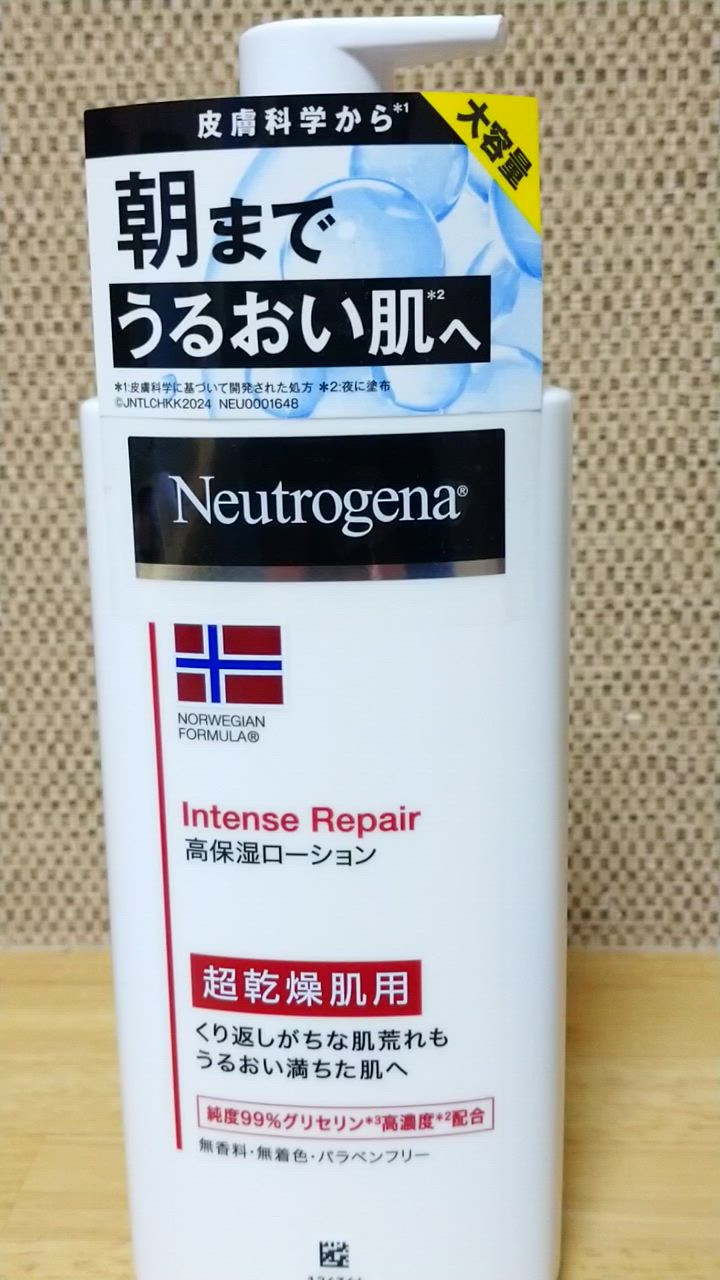 皮膚科学から*1
大容量
朝まで
うるおい肌*2へ
*1:皮膚科学に基づいて開発された処方 *2:夜に塗布
©JNTLCHKK2024 NEU0001648
Neutrogena®
NORWEGIAN
FORMULA®
Intense Repair
高保湿ローション
超乾燥肌用
くり返しがちな肌荒れも
うるおい満ちた肌へ
純度99%グリセリン*3高濃度*2配合
無香料・無着色・パラベンフリー